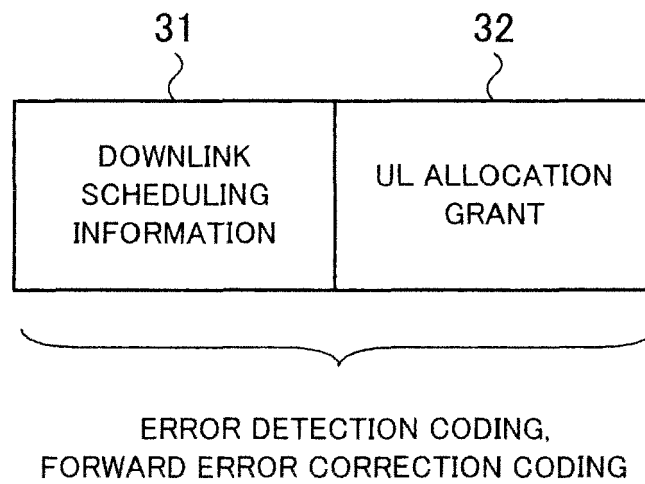 31 32
DOWNLINK
SCHEDULING
INFORMATION
UL ALLOCATION
GRANT
ERROR DETECTION CODING,
FORWARD ERROR CORRECTION CODING